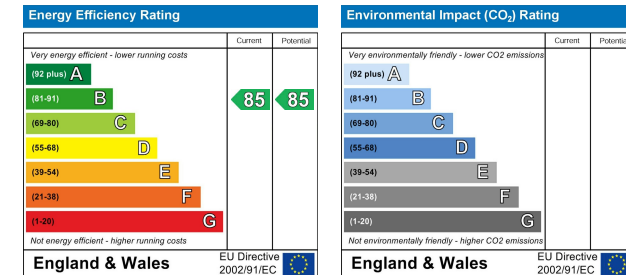 Energy Efficiency Rating
Current Potential
Very energy efficient - lower running costs
(92 plus) A
(81-91) B 85 85
(69-80) C
(55-68) D
(39-54) E
(21-38) F
(1-20) G
Not energy efficient - higher running costs
England & Wales
EU Directive
2002/91/EC
Environmental Impact (CO2) Rating
Current Potential
Very environmentally friendly - lower CO2 emissions
(92 plus) A
(81-91) B
(69-80) C
(55-68) D
(39-54) E
(21-38) F
(1-20) G
Not environmentally friendly - higher CO2 emissions
England & Wales
EU Directive
2002/91/EC